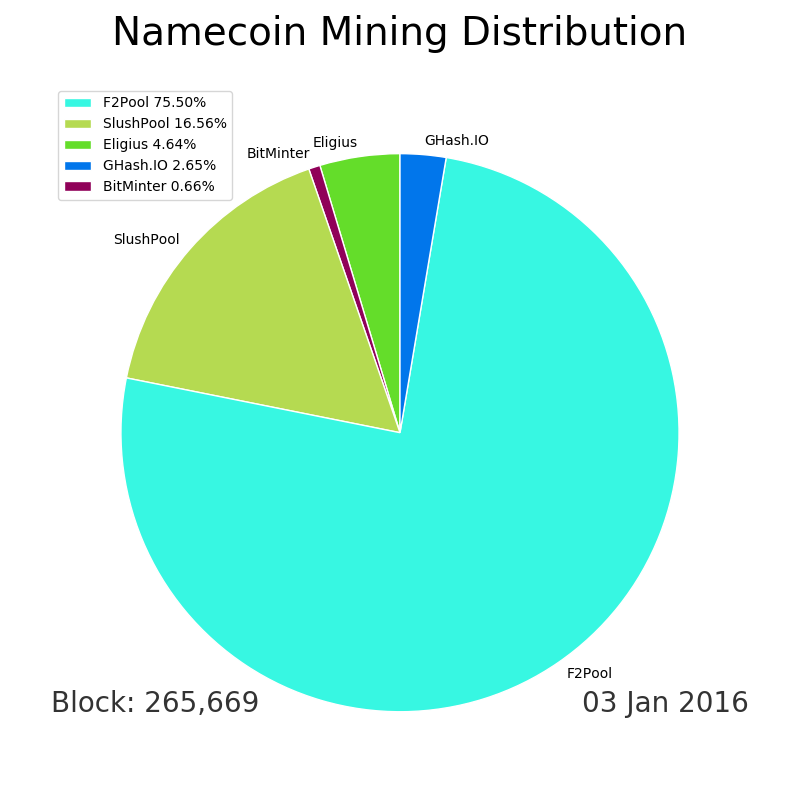 Namecoin Mining Distribution
F2Pool 75.50%
SlushPool 16.56%
Eligius 4.64%
GHash.IO 2.65%
BitMinter 0.66%
GHash.IO
Eligius
BitMinter
SlushPool
F2Pool
Block: 265,669
03 Jan 2016